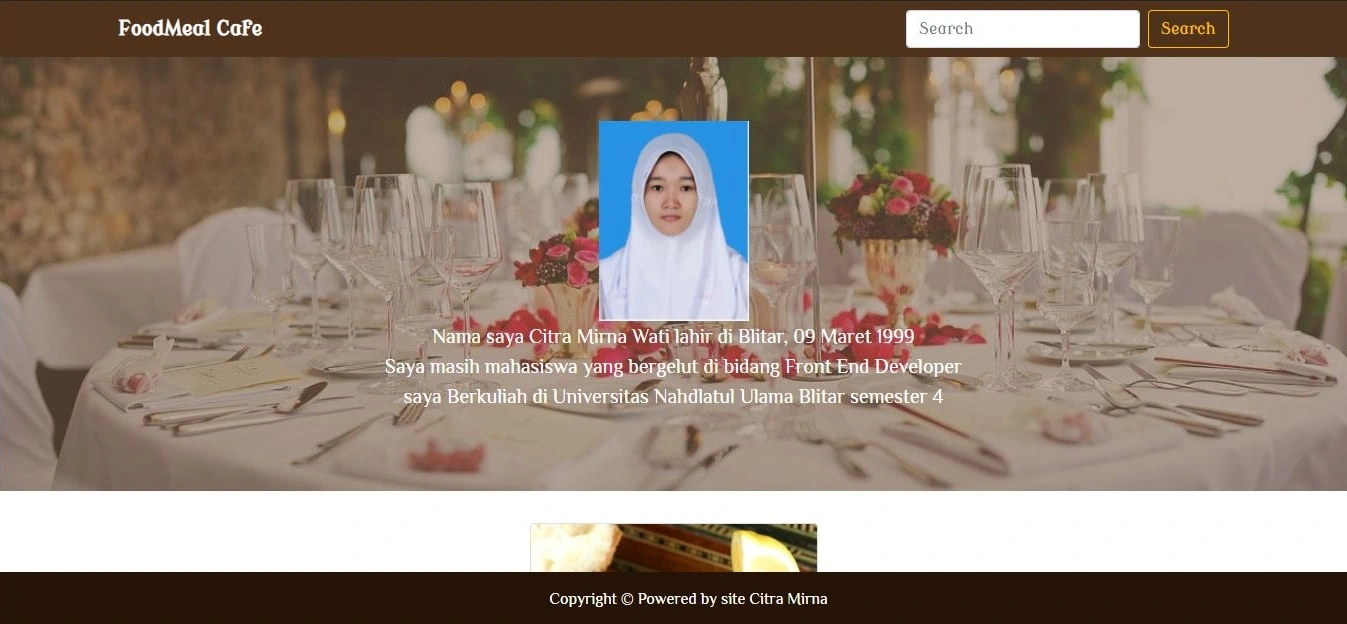 FoodMeal Cafe
Search
Search
Nama saya Citra Mirna Wati lahir di Blitar, 09 Maret 1999
Saya masih mahasiswa yang bergelut di bidang Front End Developer
saya Berkuliah di Universitas Nahdlatul Ulama Blitar semester 4
Copyright © Powered by site Citra Mirna